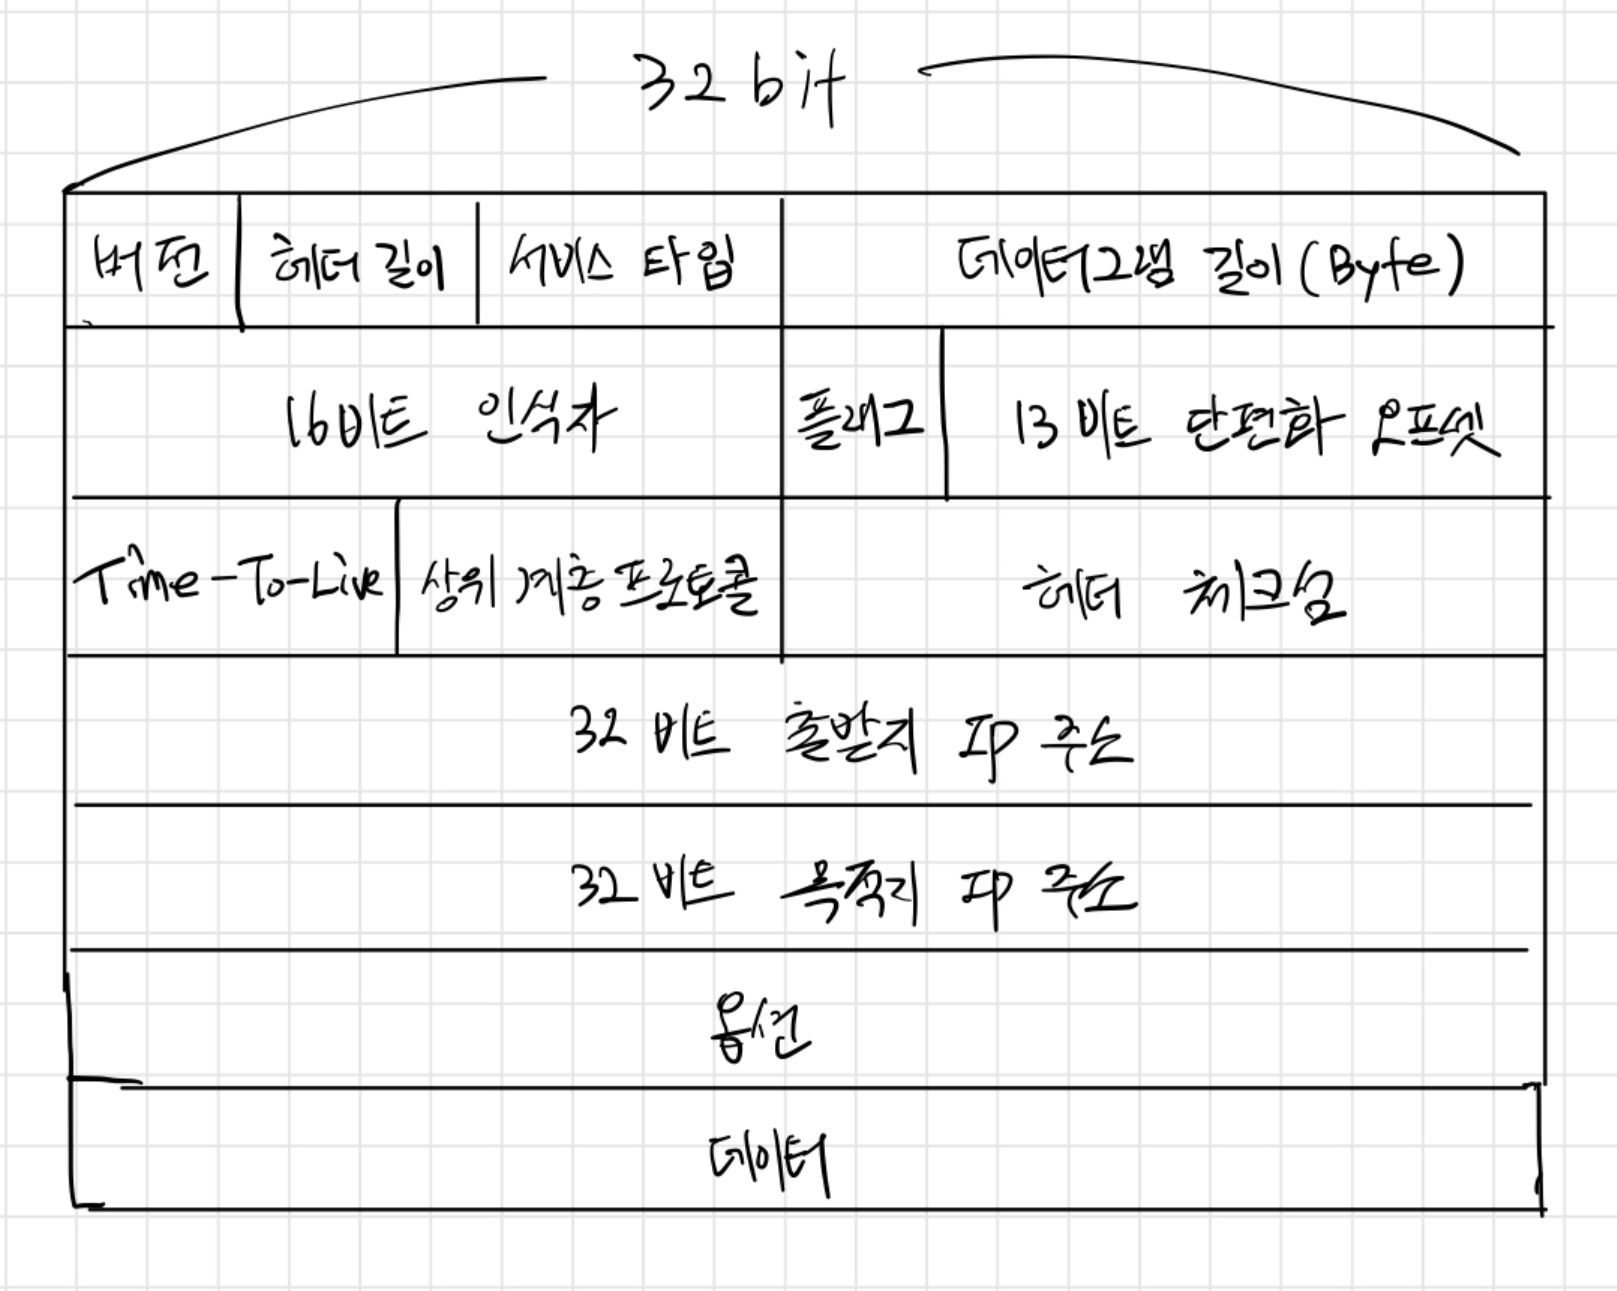 32 bit
버전 헤더 길이 서비스 타입 데이터그램 길이 (Byte)
16비트 인식자 플래그 13 비트 단편화 오프셋
Time-To-Live 상위 계층 프로토콜 헤더 체크섬
32 비트 출발지 IP 주소
32 비트 목적지 IP 주소
옵션
데이터